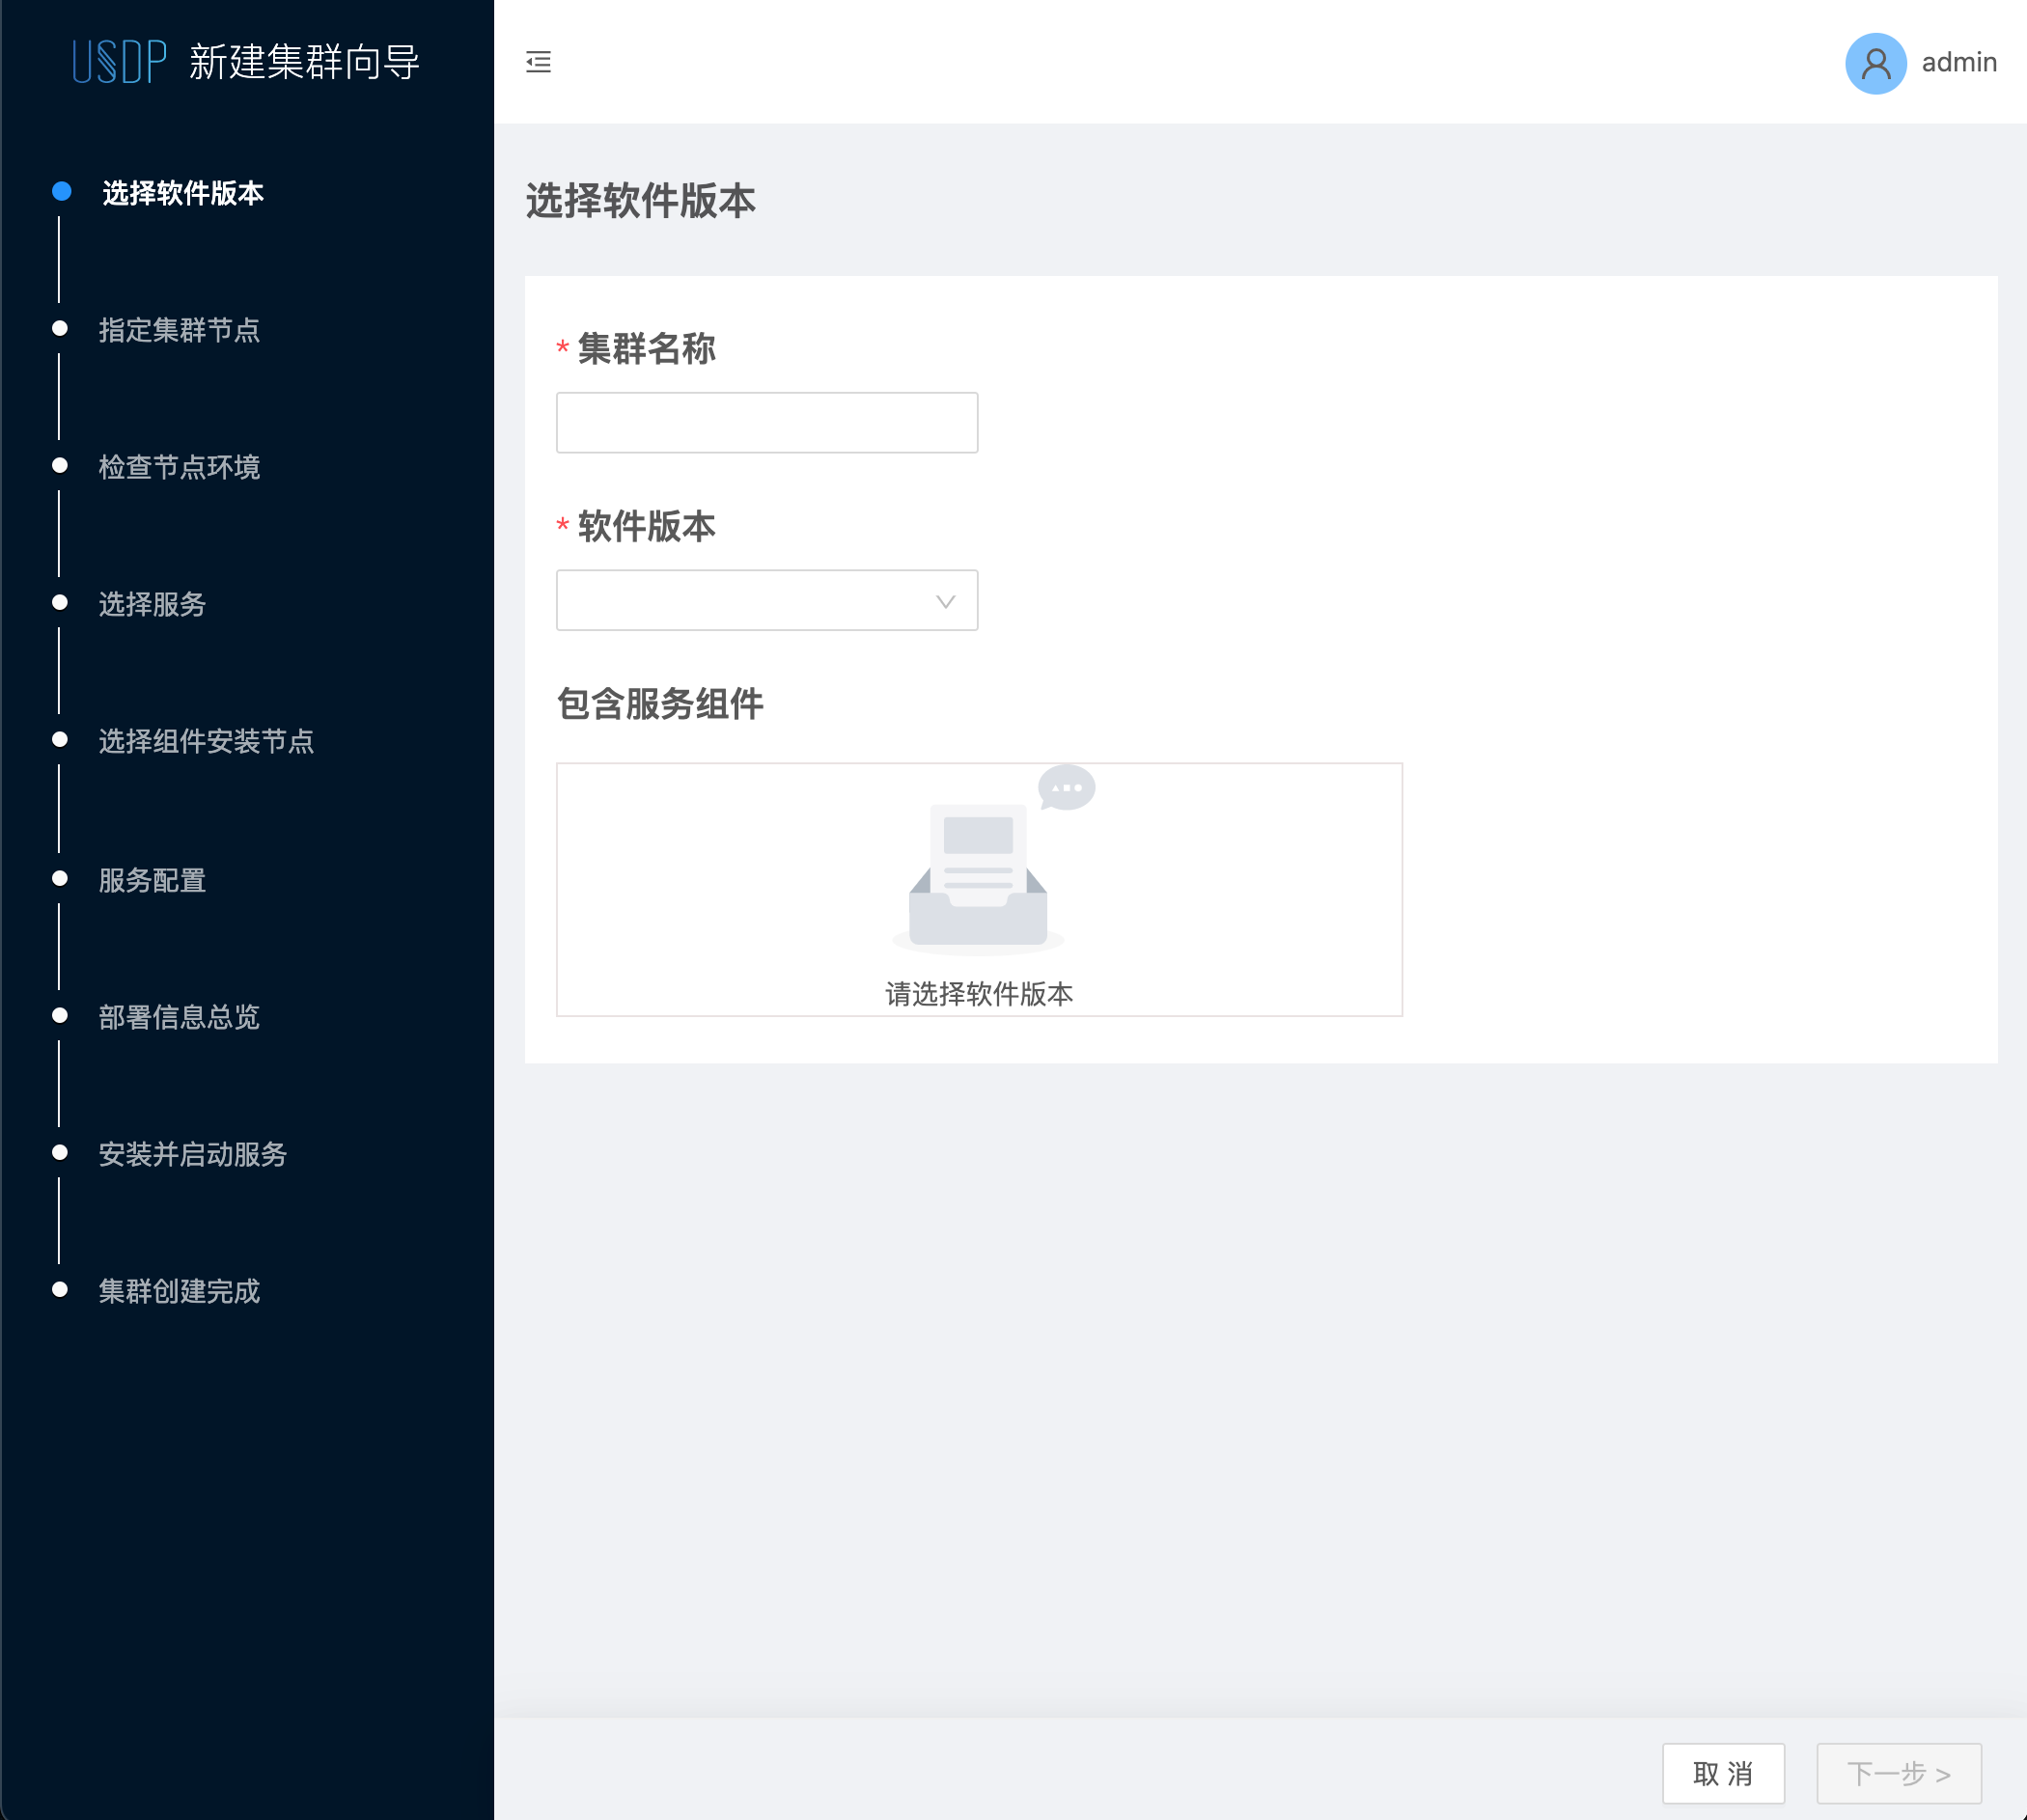 USDP 新建集群向导
admin
选择软件版本
指定集群节点
检查节点环境
选择服务
选择组件安装节点
服务配置
部署信息总览
安装并启动服务
集群创建完成
选择软件版本
* 集群名称
* 软件版本
包含服务组件
请选择软件版本
取 消
下一步 >